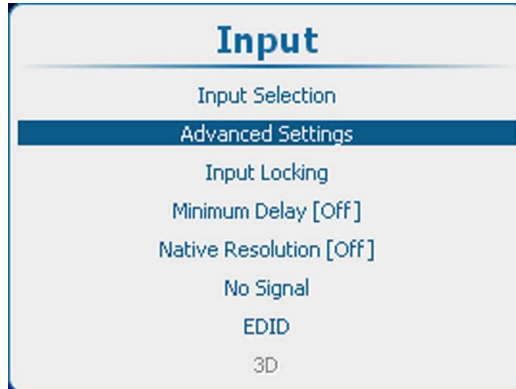 Input
Input Selection
Advanced Settings
Input Locking
Minimum Delay [Off]
Native Resolution [Off]
No Signal
EDID
3D